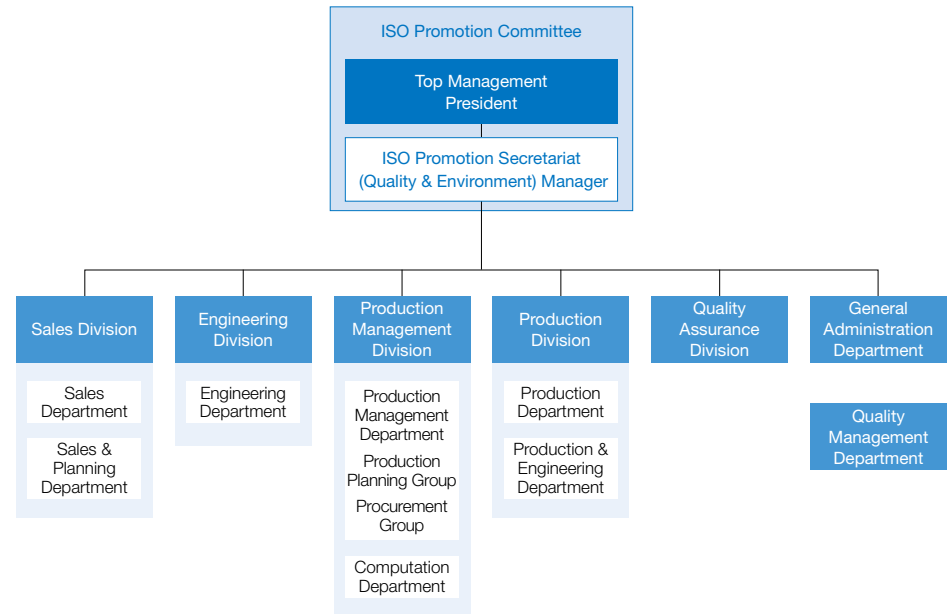 ISO Promotion Committee
Top Management
President
ISO Promotion Secretariat
(Quality & Environment) Manager
Sales Division
Engineering
Division
Production
Management
Division
Production
Division
Quality
Assurance
Division
General
Administration
Department
Sales
Department
Sales &
Planning
Department
Engineering
Department
Production
Management
Department
Production
Planning Group
Procurement
Group
Computation
Department
Production
Department
Production &
Engineering
Department
Quality
Management
Department